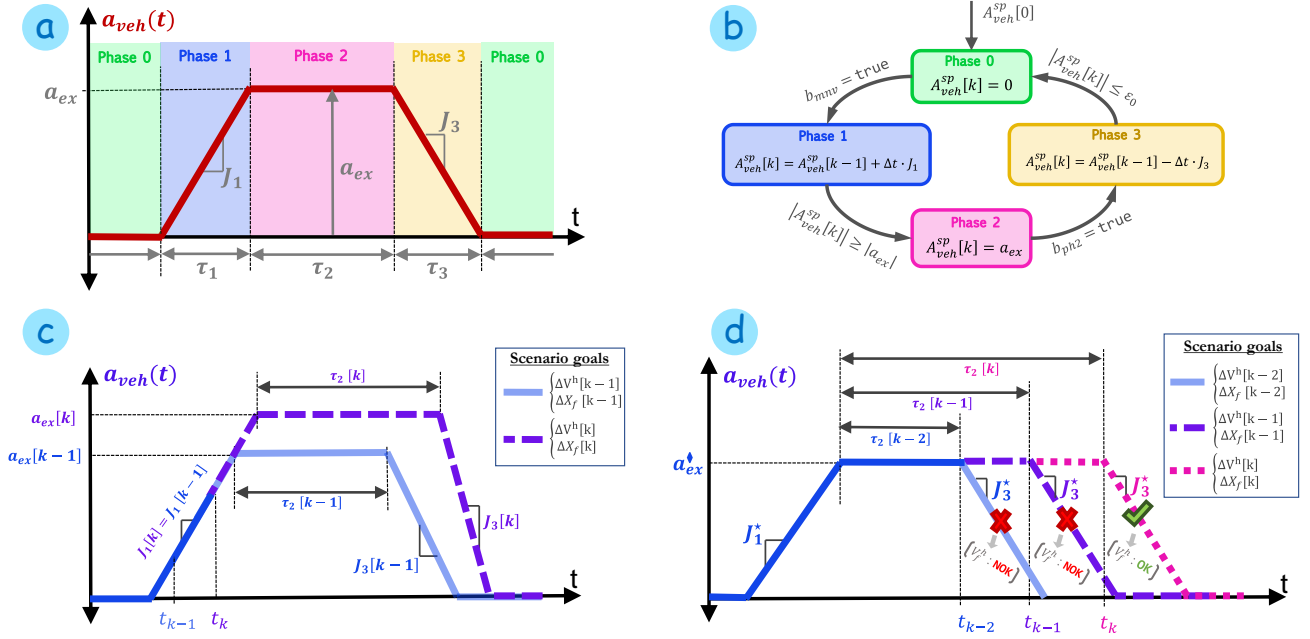 a
a_veh(t)
Phase 0
Phase 1
Phase 2
Phase 3
Phase 0
a_ex
J_1
a_ex
J_3
t
τ_1
τ_2
τ_3
b
A^sp_veh[0]
Phase 0
A^sp_veh[k] = 0
b_mnv = true
|A^sp_veh[k]| ≤ ε_0
Phase 1
A^sp_veh[k] = A^sp_veh[k−1] + Δt · J_1
Phase 3
A^sp_veh[k] = A^sp_veh[k−1] − Δt · J_3
|A^sp_veh[k]| ≥ |a_ex|
Phase 2
A^sp_veh[k] = a_ex
b_ph2 = true
c
a_veh(t)
τ_2 [k]
a_ex[k]
a_ex[k−1]
τ_2 [k−1]
J_1[k] = J_1 [k−1]
J_3[k]
J_3[k−1]
t
t_k−1
t_k
Scenario goals
{ΔV^h[k−1]
ΔX_f [k−1]
{ΔV^h[k]
ΔX_f [k]
d
a_veh(t)
τ_2 [k]
τ_2 [k−1]
τ_2 [k−2]
a^♦_ex
J^⋆_1
J^⋆_3
J^⋆_3
J^⋆_3
[V^h_f : NOK]
[V^h_f : NOK]
[V^h_f : OK]
t
t_k−2
t_k−1
t_k
Scenario goals
{ΔV^h[k−2]
ΔX_f [k−2]
{ΔV^h[k−1]
ΔX_f [k−1]
{ΔV^h[k]
ΔX_f [k]